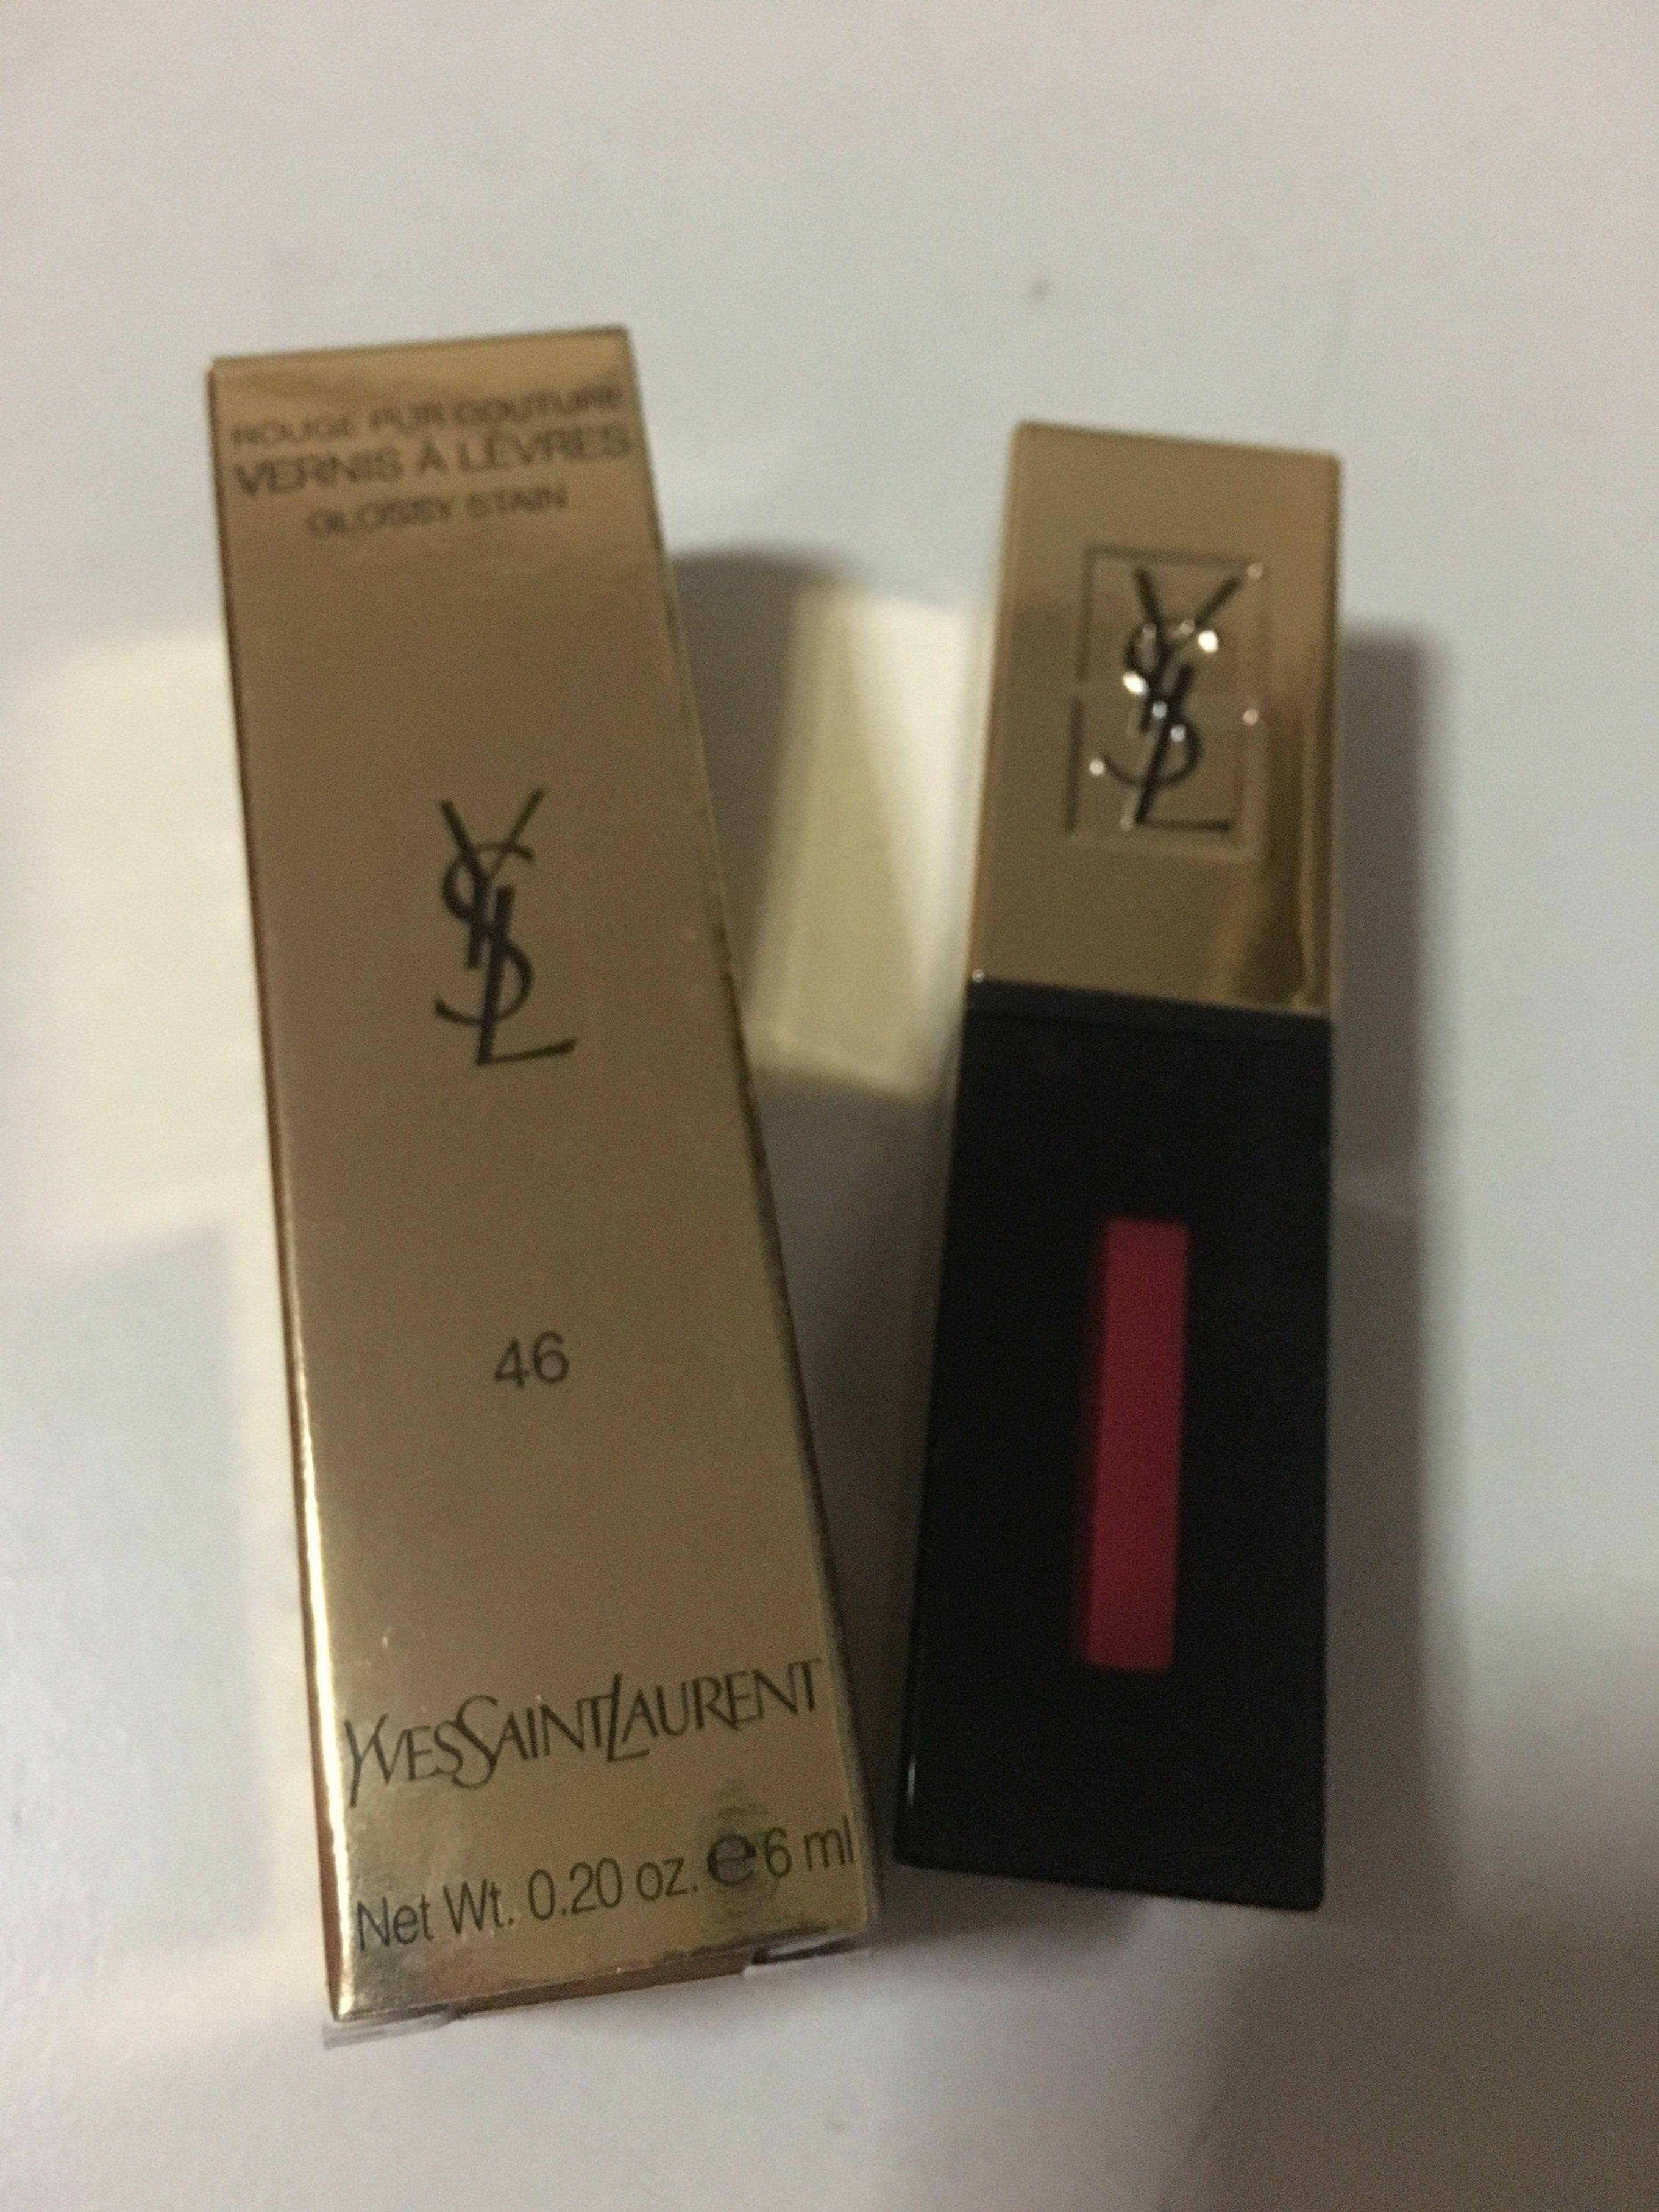 ROUGE PUR COUTURE
VERNIS À LÈVRES
GLOSSY STAIN
YSL
46
YVESSAINTLAURENT
Net Wt. 0.20 oz. e 6 ml
YSL